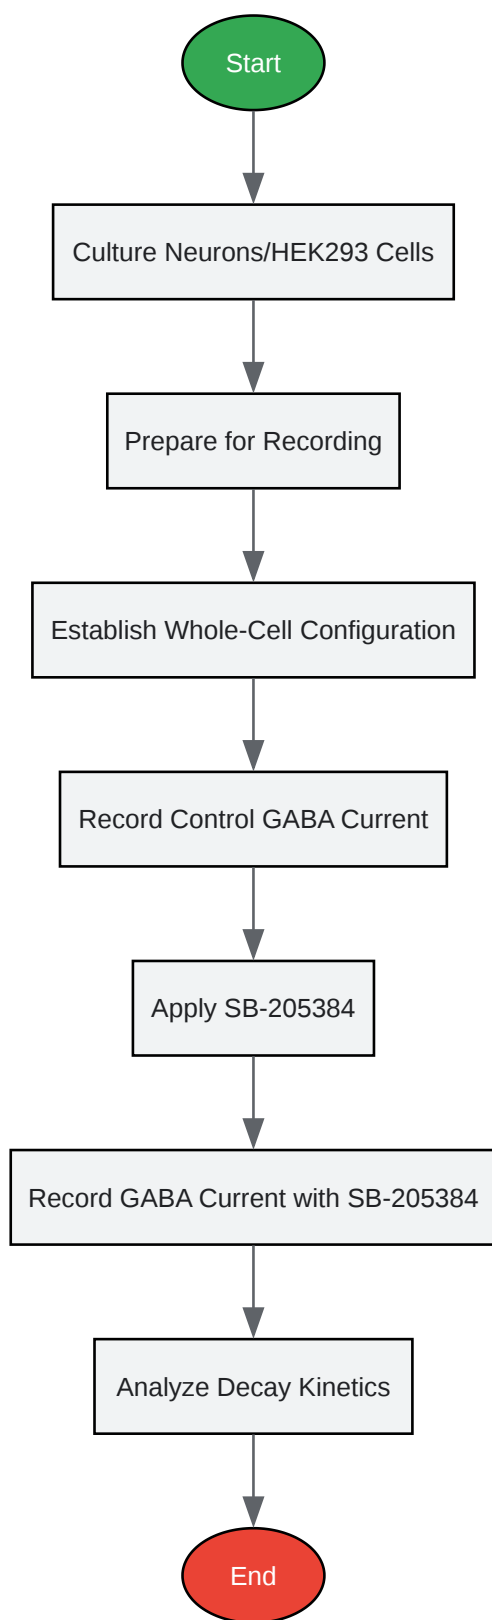 Start
Culture Neurons/HEK293 Cells
Prepare for Recording
Establish Whole-Cell Configuration
Record Control GABA Current
Apply SB-205384
Record GABA Current with SB-205384
Analyze Decay Kinetics
End